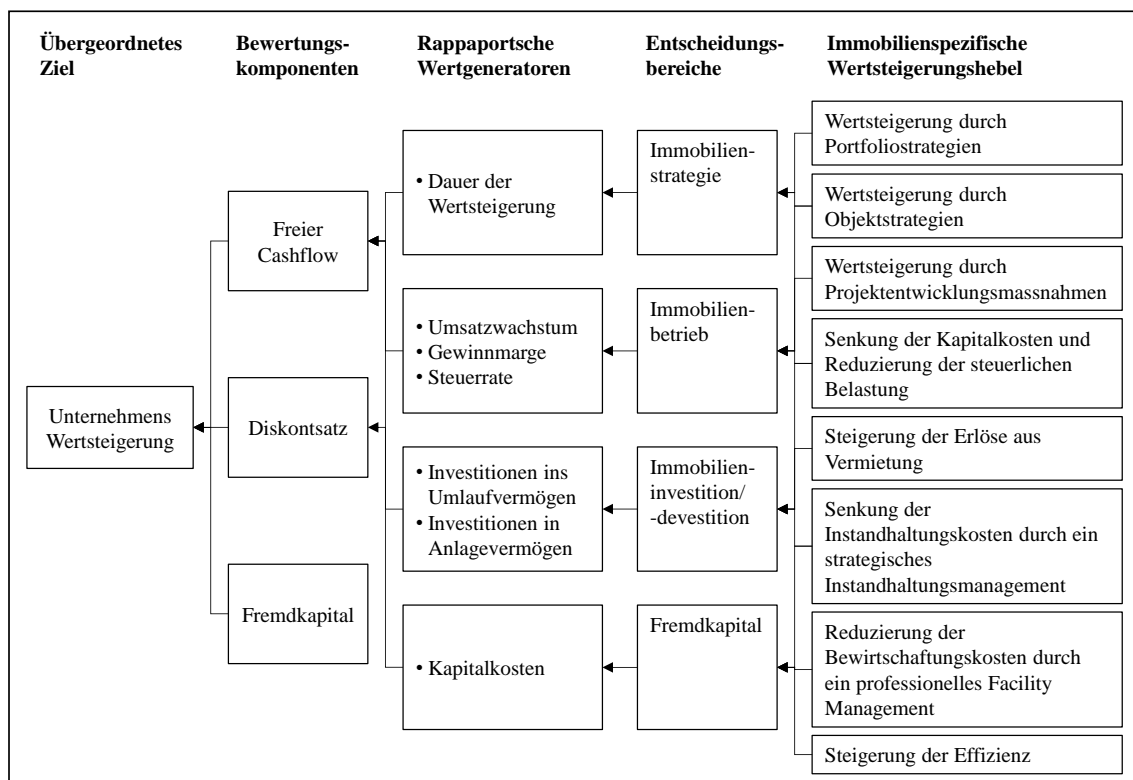 Übergeordnetes
Ziel
Bewertungs-
komponenten
Rappaportsche
Wertgeneratoren
Entscheidungs-
bereiche
Immobilienspezifische
Wertsteigerungshebel
Unternehmens
Wertsteigerung
Freier
Cashflow
Diskontsatz
Fremdkapital
• Dauer der
Wertsteigerung
• Umsatzwachstum
• Gewinnmarge
• Steuerrate
• Investitionen ins
Umlaufvermögen
• Investitionen in
Anlagevermögen
• Kapitalkosten
Immobilien-
strategie
Immobilien-
betrieb
Immobilien-
investition/
-devestition
Fremdkapital
Wertsteigerung durch
Portfoliostrategien
Wertsteigerung durch
Objektstrategien
Wertsteigerung durch
Projektentwicklungsmassnahmen
Senkung der Kapitalkosten und
Reduzierung der steuerlichen
Belastung
Steigerung der Erlöse aus
Vermietung
Senkung der
Instandhaltungskosten durch ein
strategisches
Instandhaltungsmanagement
Reduzierung der
Bewirtschaftungskosten durch
ein professionelles Facility
Management
Steigerung der Effizienz